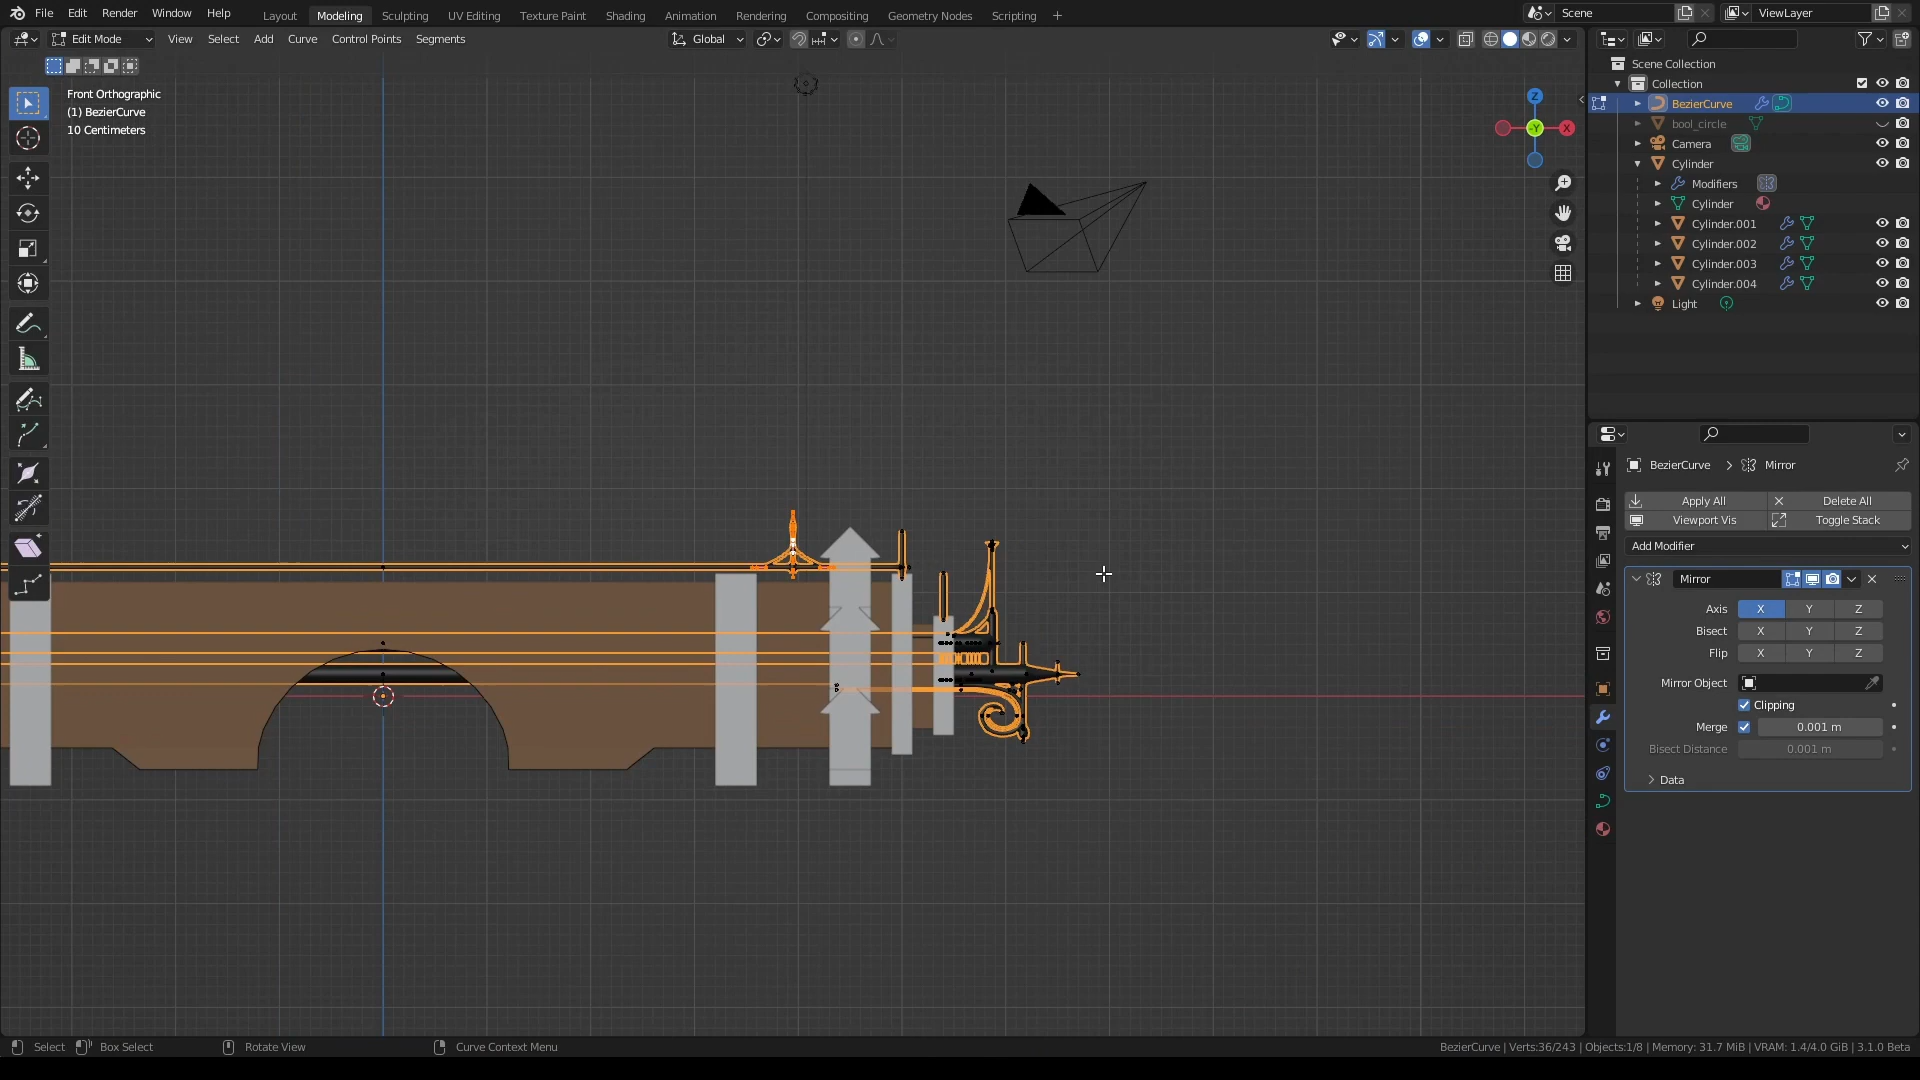 File Edit Render Window Help
Layout Modeling Sculpting UV Editing Texture Paint Shading Animation Rendering Compositing Geometry Nodes Scripting +
Scene ViewLayer
Edit Mode View Select Add Curve Control Points Segments
Global
Front Orthographic
(1) BezierCurve
10 Centimeters
Z
-Y
X
Scene Collection
Collection
BezierCurve
bool_circle
Camera
Cylinder
Modifiers
Cylinder
Cylinder.001
Cylinder.002
Cylinder.003
Cylinder.004
Light
BezierCurve > Mirror
Apply All Delete All
Viewport Vis Toggle Stack
Add Modifier
Mirror
Axis X Y Z
Bisect X Y Z
Flip X Y Z
Mirror Object
Clipping
Merge 0.001 m
Bisect Distance 0.001 m
Data
Select Box Select Rotate View Curve Context Menu
BezierCurve | Verts:36/243 | Objects:1/8 | Memory: 31.7 MiB | VRAM: 1.4/4.0 GiB | 3.1.0 Beta